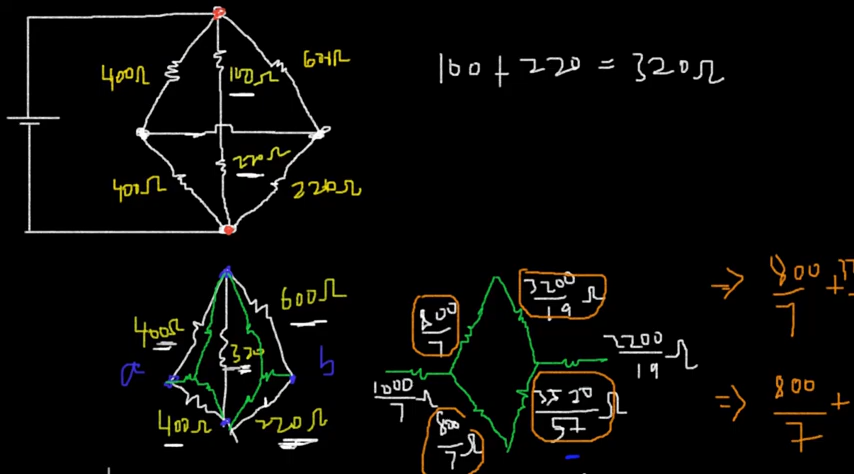 400Ω
100Ω
600Ω
100 + 220 = 320Ω
220Ω
400Ω
220Ω
600Ω
400Ω
320
a
b
400Ω
220Ω
800/7
3200/19 Ω
2200/19 Ω
1000/7 Ω
800/7 Ω
3520/57 Ω
⇒ 800/7 +
⇒ 800/7 +